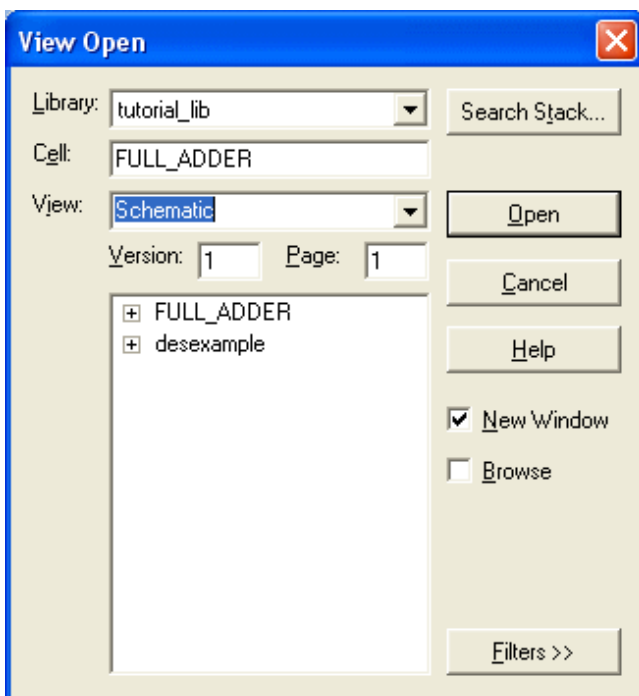 View Open
Library: tutorial_lib Search Stack...
Cell: FULL_ADDER
View: Schematic Open
Version: 1 Page: 1
Cancel
FULL_ADDER
desexample
Help
New Window
Browse
Filters >>